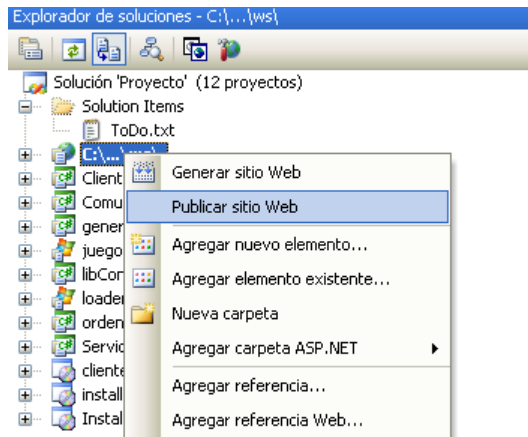 Explorador de soluciones - C:\...\ws\
Solución 'Proyecto' (12 proyectos)
Solution Items
ToDo.txt
C:\...\ws\
Client
Generar sitio Web
Comu
Publicar sitio Web
gener
juego
Agregar nuevo elemento...
libCor
Agregar elemento existente...
loader
Nueva carpeta
orden
Servic
Agregar carpeta ASP.NET
cliente
install
Agregar referencia...
Instal
Agregar referencia Web...